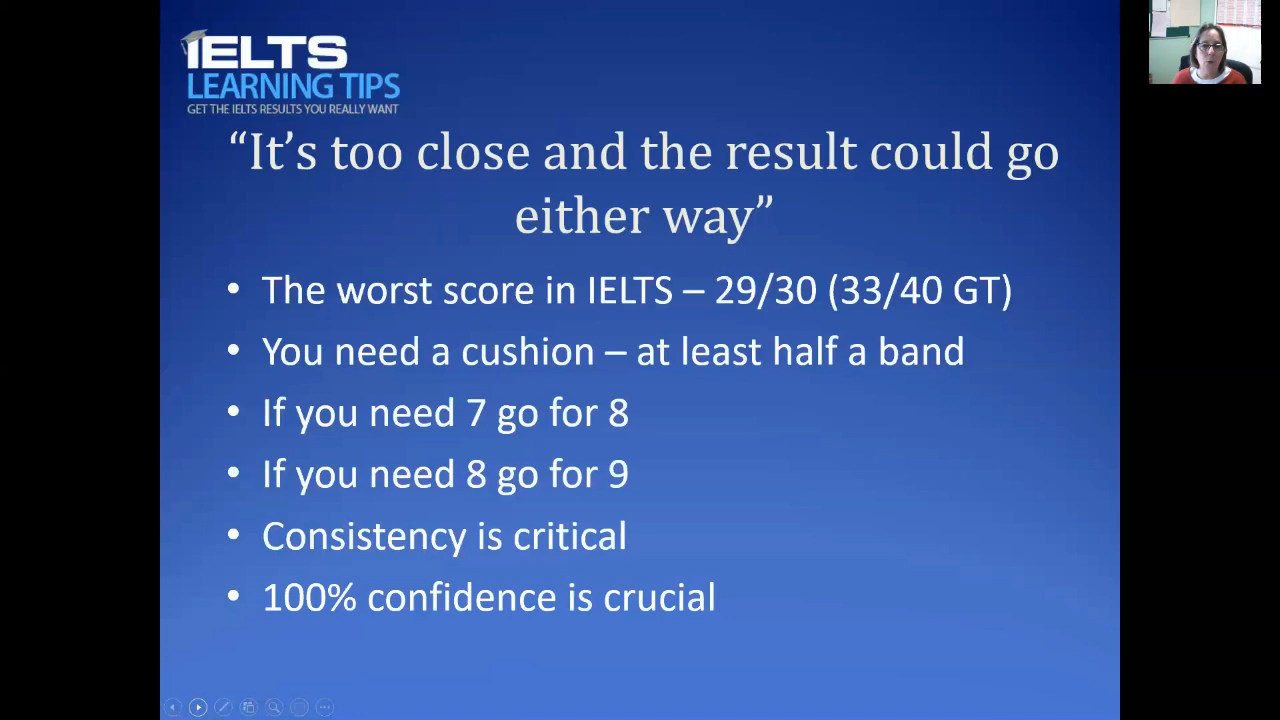 IELTS
LEARNING TIPS
GET THE IELTS RESULTS YOU REALLY WANT
“It’s too close and the result could go
either way”
• The worst score in IELTS – 29/30 (33/40 GT)
• You need a cushion – at least half a band
• If you need 7 go for 8
• If you need 8 go for 9
• Consistency is critical
• 100% confidence is crucial